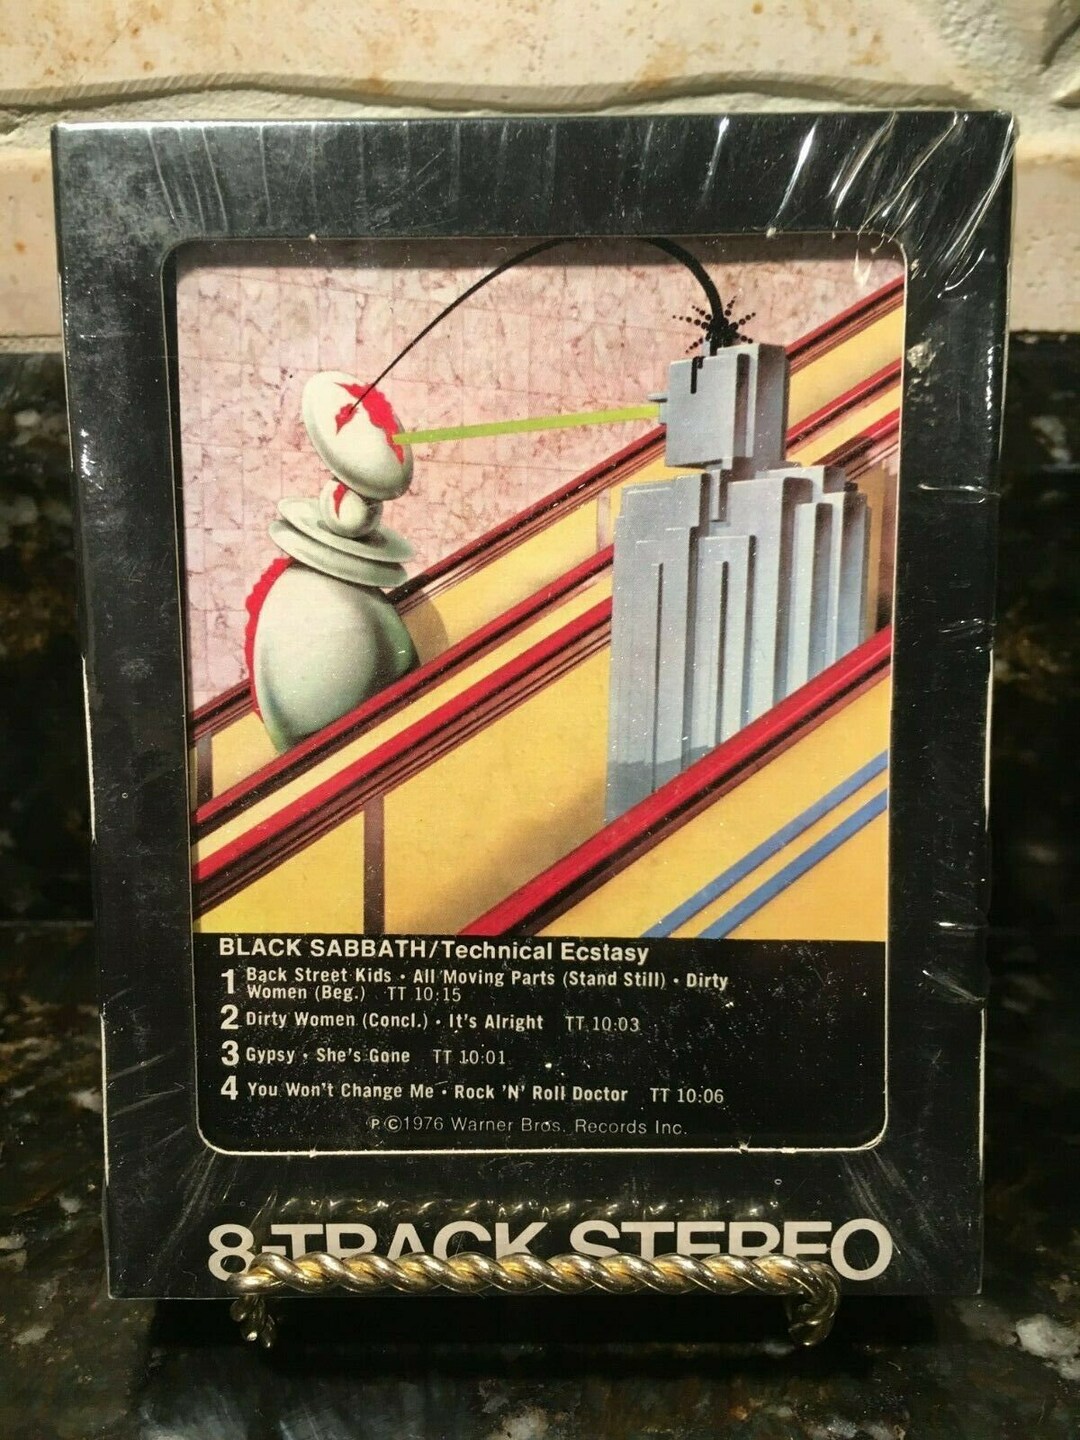 BLACK SABBATH/Technical Ecstasy
1 Back Street Kids • All Moving Parts (Stand Still) • Dirty
Women (Beg.) TT 10:15
2 Dirty Women (Concl.) • It's Alright TT 10:03
3 Gypsy • She's Gone TT 10:01
4 You Won't Change Me • Rock 'N' Roll Doctor TT 10:06
℗©1976 Warner Bros. Records Inc.
8-TRACK STEREO